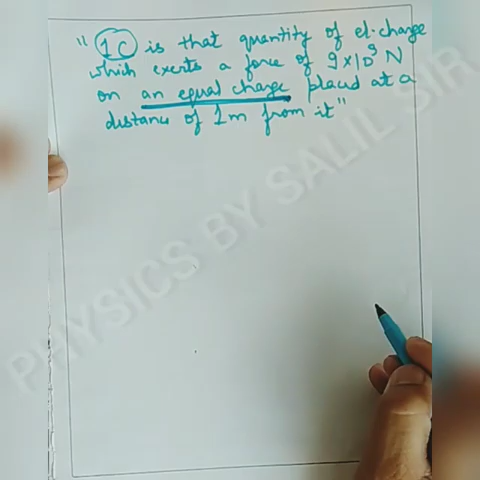 "1C is that quantity of el. charge
which exerts a force of 9 x 10⁹ N
on an equal charge placed at a
distance of 1m from it"
PHYSICS BY SALIL SIR